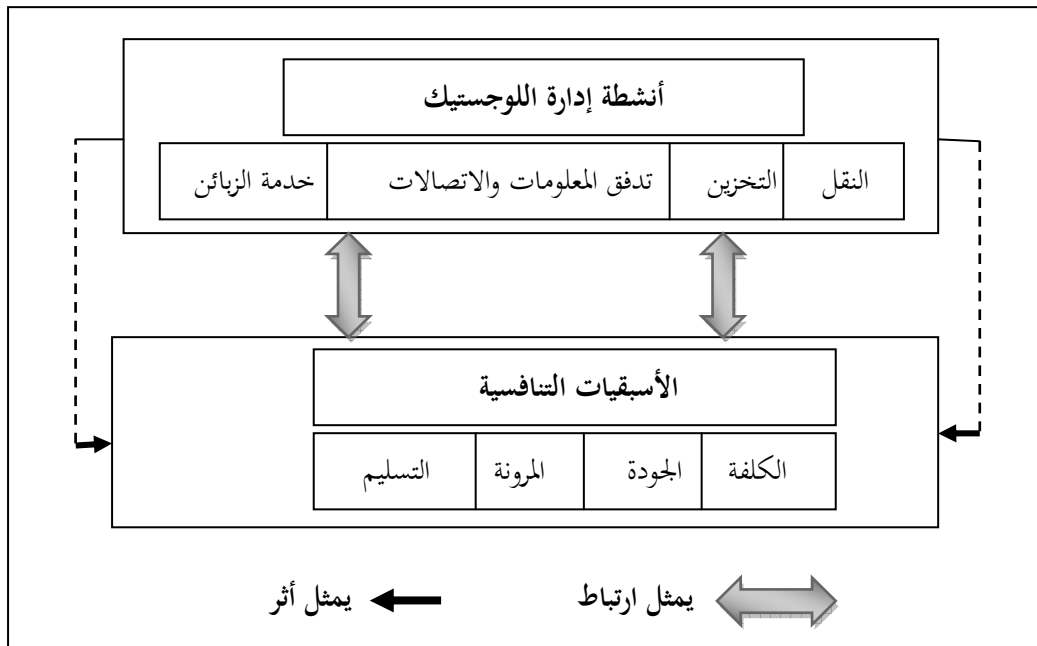 أنشطة إدارة اللوجستيك
النقل التخزين تدفق المعلومات والاتصالات خدمة الزبائن
الأسبقيات التنافسية
الكلفة الجودة المرونة التسليم
يمثل ارتباط يمثل أثر